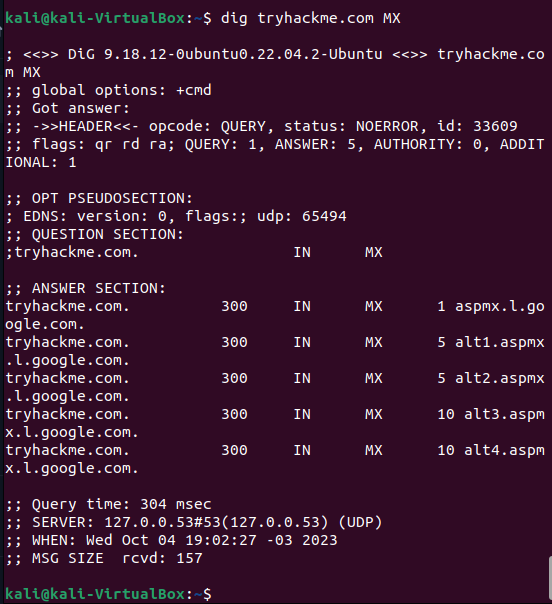 kali@kali-VirtualBox:~$ dig tryhackme.com MX
; <<>> DiG 9.18.12-0ubuntu0.22.04.2-Ubuntu <<>> tryhackme.co
m MX
;; global options: +cmd
;; Got answer:
;; ->>HEADER<<- opcode: QUERY, status: NOERROR, id: 33609
;; flags: qr rd ra; QUERY: 1, ANSWER: 5, AUTHORITY: 0, ADDIT
IONAL: 1
;; OPT PSEUDOSECTION:
; EDNS: version: 0, flags:; udp: 65494
;; QUESTION SECTION:
;tryhackme.com. IN MX
;; ANSWER SECTION:
tryhackme.com. 300 IN MX 1 aspmx.l.go
ogle.com.
tryhackme.com. 300 IN MX 5 alt1.aspmx
.l.google.com.
tryhackme.com. 300 IN MX 5 alt2.aspmx
.l.google.com.
tryhackme.com. 300 IN MX 10 alt3.aspm
x.l.google.com.
tryhackme.com. 300 IN MX 10 alt4.aspm
x.l.google.com.
;; Query time: 304 msec
;; SERVER: 127.0.0.53#53(127.0.0.53) (UDP)
;; WHEN: Wed Oct 04 19:02:27 -03 2023
;; MSG SIZE rcvd: 157
kali@kali-VirtualBox:~$